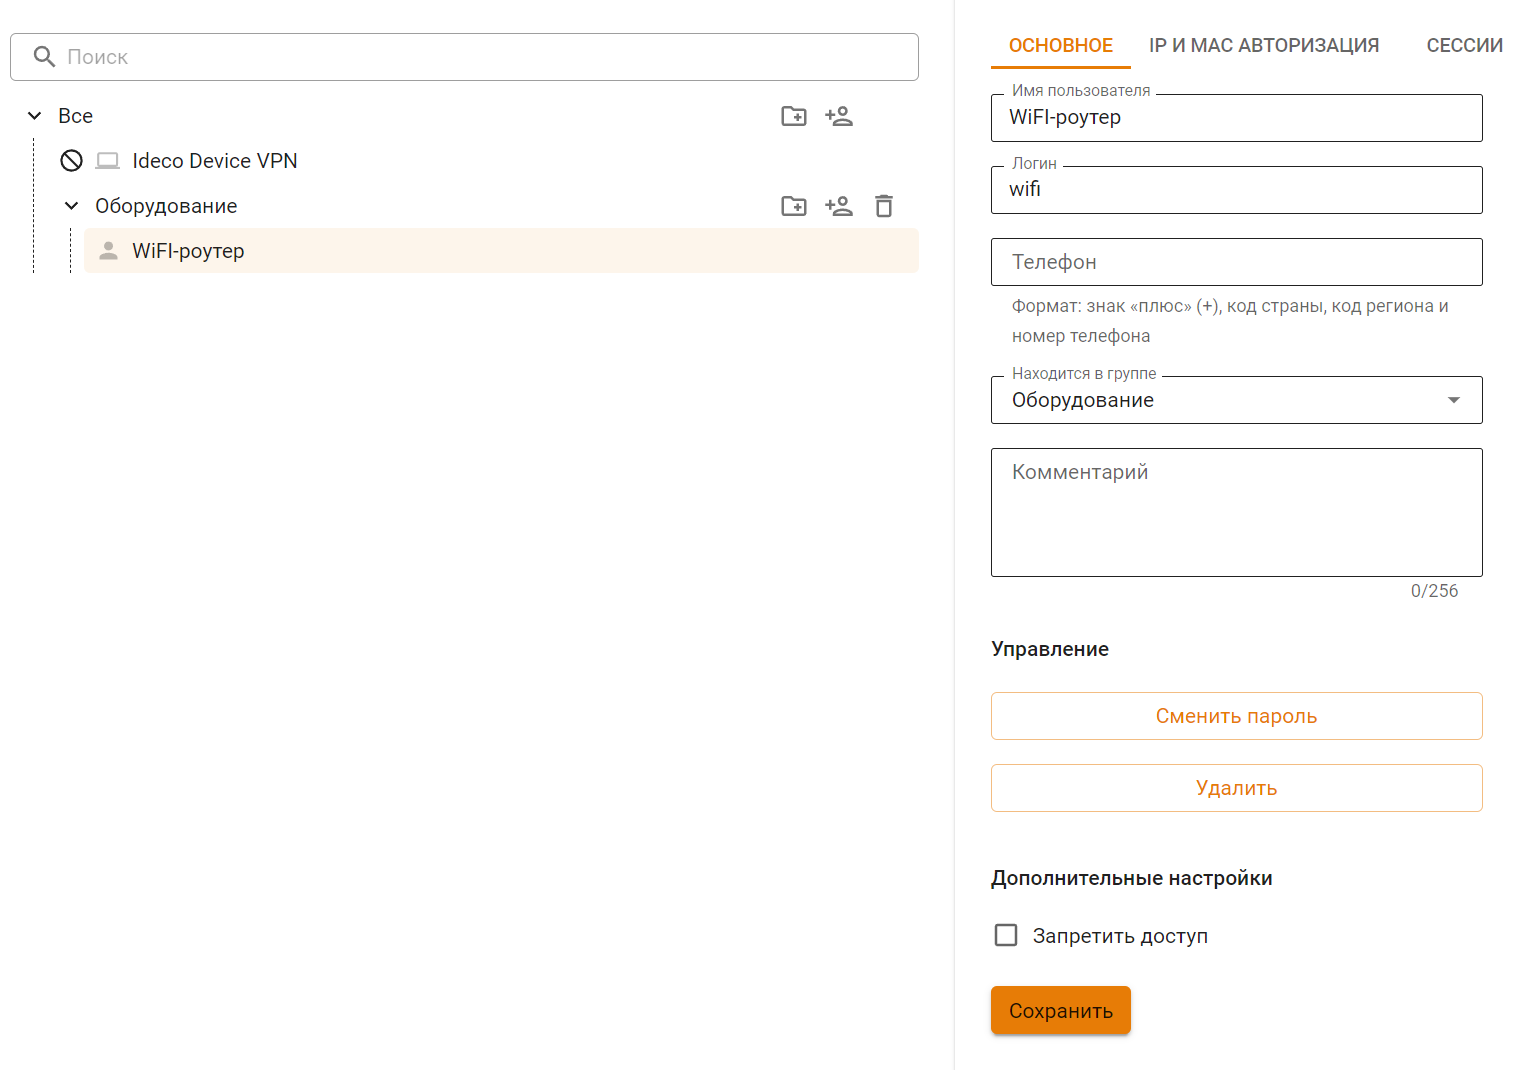 Поиск
Все
Ideco Device VPN
Оборудование
WiFI-роутер
ОСНОВНОЕ
IP И MAC АВТОРИЗАЦИЯ
СЕССИИ
Имя пользователя
WiFI-роутер
Логин
wifi
Телефон
Формат: знак «плюс» (+), код страны, код региона и
номер телефона
Находится в группе
Оборудование
Комментарий
0/256
Управление
Сменить пароль
Удалить
Дополнительные настройки
Запретить доступ
Сохранить